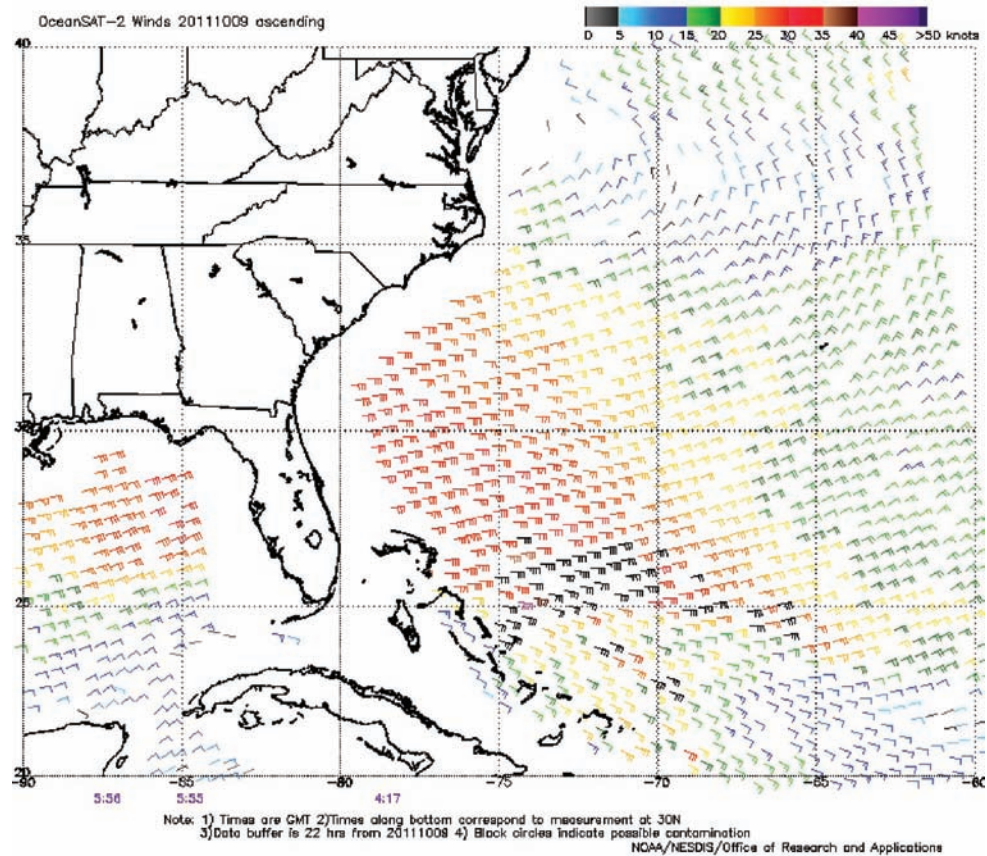 OceanSAT-2 Winds 20111009 ascending
0 5 10 15 20 25 30 35 40 45 >50 knots
40
35
30
25
20
-90 -85 -80 -75 -70 -65 -60
5:56 5:55 4:17
Note: 1) Times are GMT 2)Times along bottom correspond to measurement at 30N
3)Data buffer is 22 hrs from 20111009 4) Black circles indicate possible contamination
NOAA/NESDIS/Office of Research and Applications